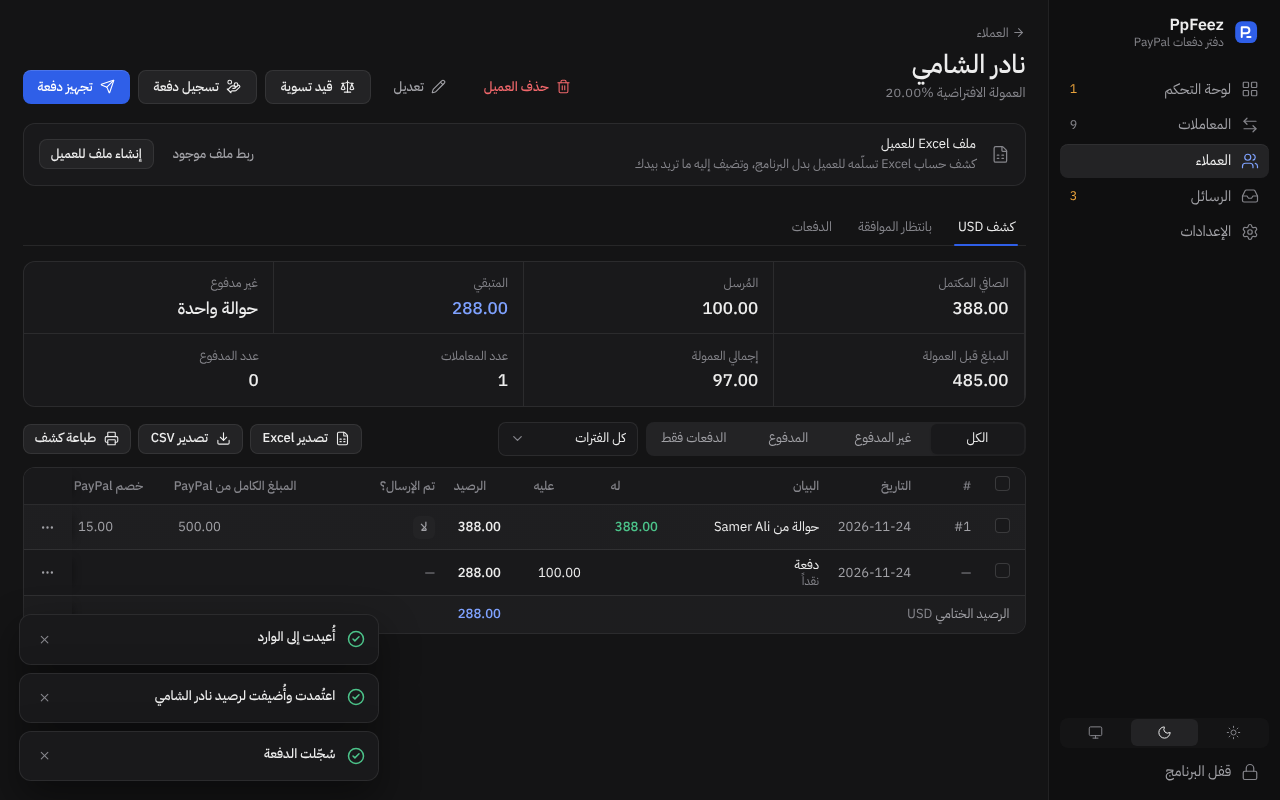 PpFeez
دفتر دفعات PayPal
لوحة التحكم 1
المعاملات 9
العملاء
الرسائل 3
الإعدادات
قفل البرنامج
→ العملاء
نادر الشامي
العمولة الافتراضية 20.00%
حذف العميل
تعديل
قيد تسوية
تسجيل دفعة
تجهيز دفعة
ملف Excel للعميل
كشف حساب Excel تسلّمه للعميل بدل البرنامج، وتضيف إليه ما تريد بيدك
ربط ملف موجود
إنشاء ملف للعميل
كشف USD
بانتظار الموافقة
الدفعات
الصافي المكتمل
388.00
المُرسل
100.00
المتبقي
288.00
غير مدفوع
حوالة واحدة
المبلغ قبل العمولة
485.00
إجمالي العمولة
97.00
عدد المعاملات
1
عدد المدفوع
0
الكل
غير المدفوع
المدفوع
الدفعات فقط
كل الفترات
تصدير Excel
تصدير CSV
طباعة كشف
# التاريخ البيان له عليه الرصيد تم الإرسال؟ المبلغ الكامل من PayPal خصم PayPal
#1 2026-11-24 حوالة من Samer Ali 388.00 388.00 لا 500.00 15.00 ···
— 2026-11-24 دفعة 100.00 288.00 — ···
نقداً
الرصيد الختامي USD 288.00
أُعيدت إلى الوارد
اعتُمدت وأُضيفت لرصيد نادر الشامي
سُجّلت الدفعة